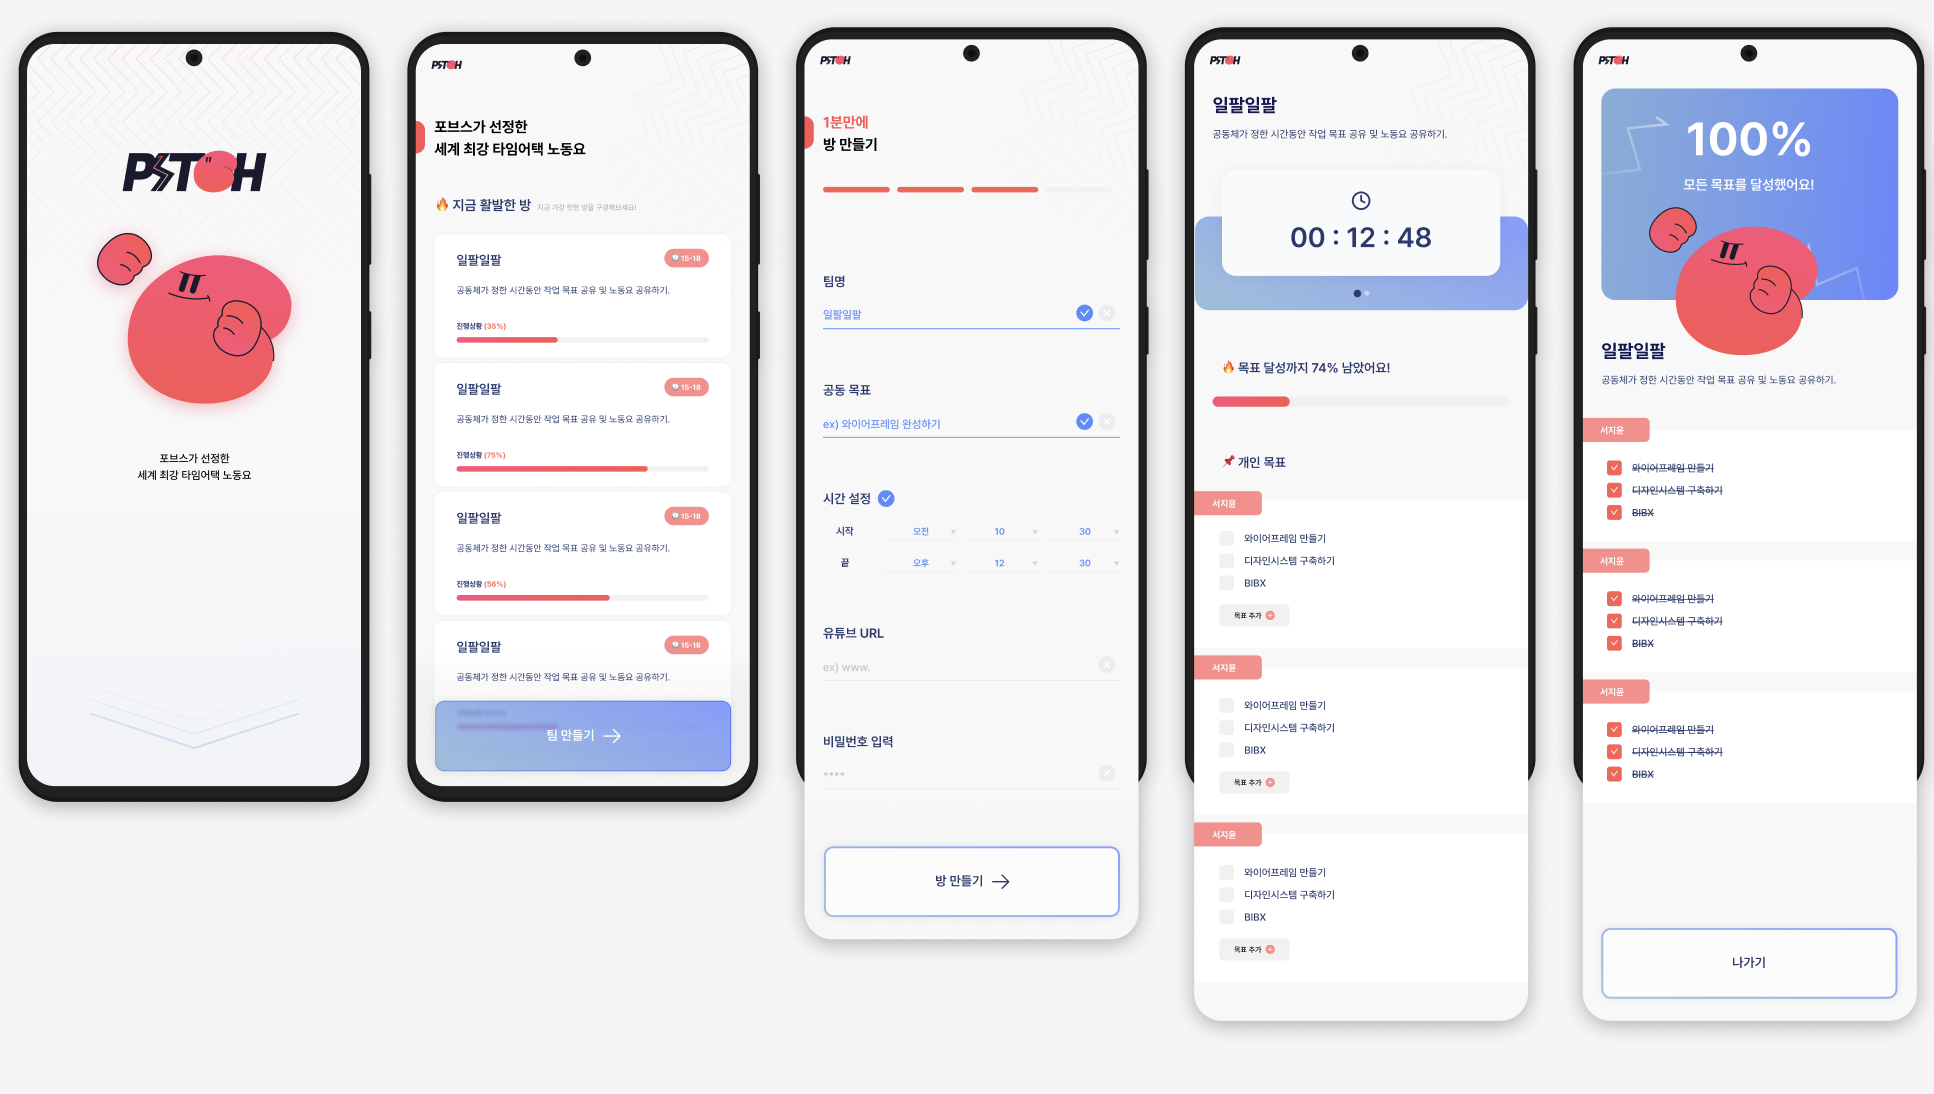 PSTOH
포브스가 선정한
세계 최강 타임어택 노동요
PSTOH
포브스가 선정한
세계 최강 타임어택 노동요
🔥 지금 활발한 방 지금 가장 핫한 방을 구경해보세요!
일팔일팔 15-18
공동체가 정한 시간동안 작업 목표 공유 및 노동요 공유하기.
진행상황 (35%)
일팔일팔 15-18
공동체가 정한 시간동안 작업 목표 공유 및 노동요 공유하기.
진행상황 (75%)
일팔일팔 15-18
공동체가 정한 시간동안 작업 목표 공유 및 노동요 공유하기.
진행상황 (56%)
일팔일팔 15-18
공동체가 정한 시간동안 작업 목표 공유 및 노동요 공유하기.
팀 만들기 →
PSTOH
1분만에
방 만들기
팀명
일팔일팔
공동 목표
ex) 와이어프레임 완성하기
시간 설정
시작 오전 10 30
끝 오후 12 30
유튜브 URL
ex) www.
비밀번호 입력
••••
방 만들기 →
PSTOH
일팔일팔
공동체가 정한 시간동안 작업 목표 공유 및 노동요 공유하기.
00 : 12 : 48
🔥 목표 달성까지 74% 남았어요!
📌 개인 목표
서지윤
와이어프레임 만들기
디자인시스템 구축하기
BIBX
목표 추가
서지윤
와이어프레임 만들기
디자인시스템 구축하기
BIBX
목표 추가
서지윤
와이어프레임 만들기
디자인시스템 구축하기
BIBX
목표 추가
PSTOH
100%
모든 목표를 달성했어요!
일팔일팔
공동체가 정한 시간동안 작업 목표 공유 및 노동요 공유하기.
서지윤
와이어프레임 만들기
디자인시스템 구축하기
BIBX
서지윤
와이어프레임 만들기
디자인시스템 구축하기
BIBX
서지윤
와이어프레임 만들기
디자인시스템 구축하기
BIBX
나가기